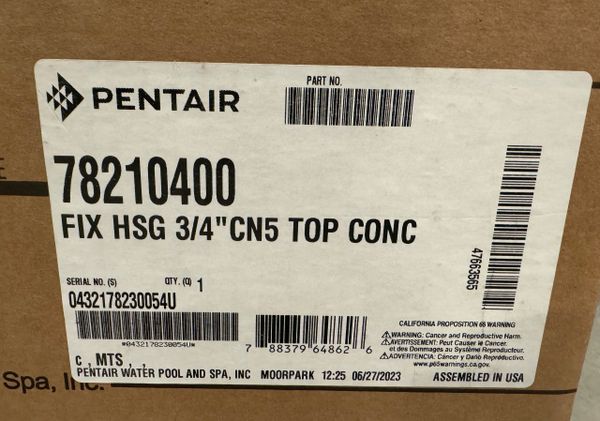 PENTAIR
PART NO.
78210400
FIX HSG 3/4"CN5 TOP CONC
47663565
SERIAL NO. (S) QTY. (Q) 1
0432178230054U
*0432178230054U*
7 88379 64862 6
CALIFORNIA PROPOSITION 65 WARNING
WARNING: Cancer and Reproductive Harm.
AVERTISSEMENT: Peut Causer le Cancer
et des Dommages au Système Reproducteur.
ADVERTENCIA: Cáncer y Daño Reproductivo.
www.p65warnings.ca.gov.
C , MTS ,
PENTAIR WATER POOL AND SPA, INC MOORPARK 12:25 06/27/2023
ASSEMBLED IN USA
Spa, Inc.